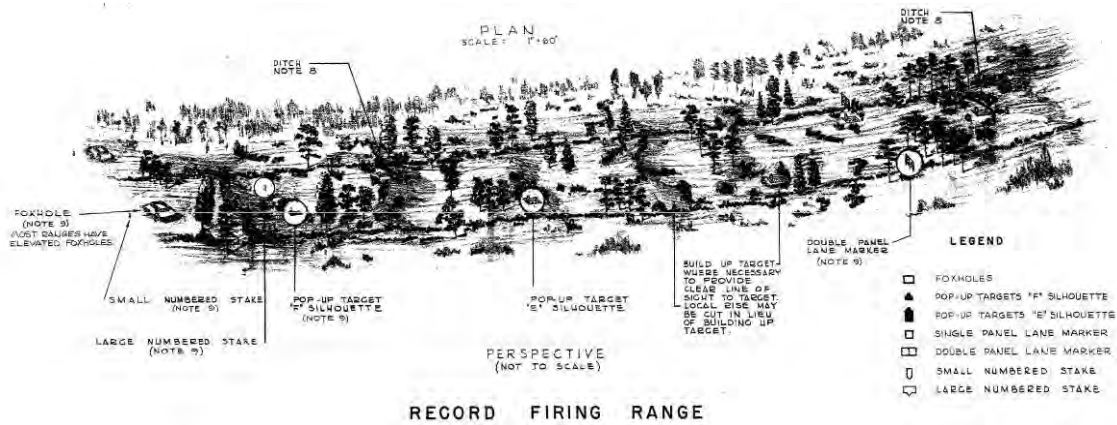 PLAN
SCALE: 1"=60'
DITCH
NOTE 8
DITCH
NOTE 8
FOXHOLE
(NOTE 9)
MOST RANGES HAVE
ELEVATED FOXHOLES
SMALL NUMBERED STAKE
(NOTE 9)
LARGE NUMBERED STAKE
(NOTE 9)
POP-UP TARGET
"F" SILHOUETTE
(NOTE 9)
POP-UP TARGET
"E" SILHOUETTE
BUILD UP TARGET
WHERE NECESSARY
TO PROVIDE
CLEAR LINE OF
SIGHT TO TARGET.
LOCAL RISE MAY
BE CUT IN LIEU
OF BUILDING UP
TARGET.
DOUBLE PANEL
LANE MARKER
(NOTE 9)
PERSPECTIVE
(NOT TO SCALE)
LEGEND
FOXHOLES
POP-UP TARGETS "F" SILHOUETTE
POP-UP TARGETS "E" SILHOUETTE
SINGLE PANEL LANE MARKER
DOUBLE PANEL LANE MARKER
SMALL NUMBERED STAKE
LARGE NUMBERED STAKE
RECORD FIRING RANGE